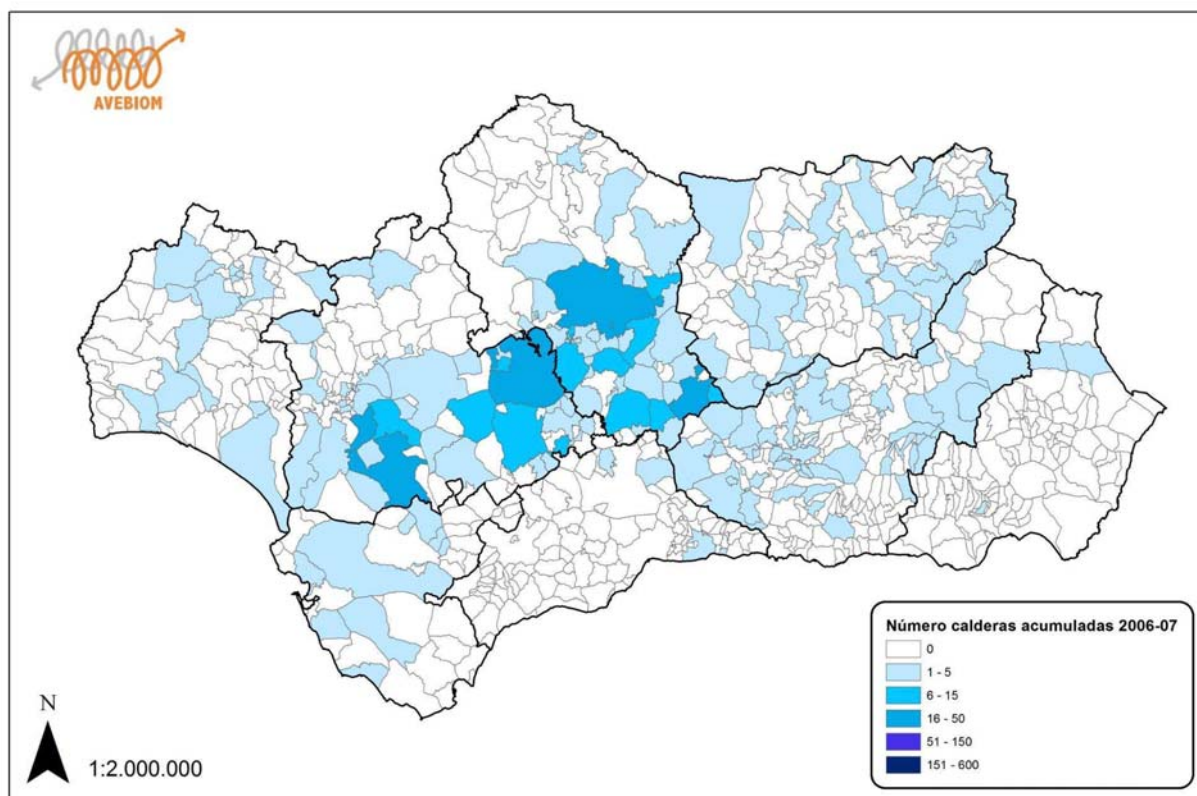 AVEBIOM
Número calderas acumuladas 2006-07
0
1 - 5
6 - 15
16 - 50
51 - 150
151 - 600
N
1:2.000.000